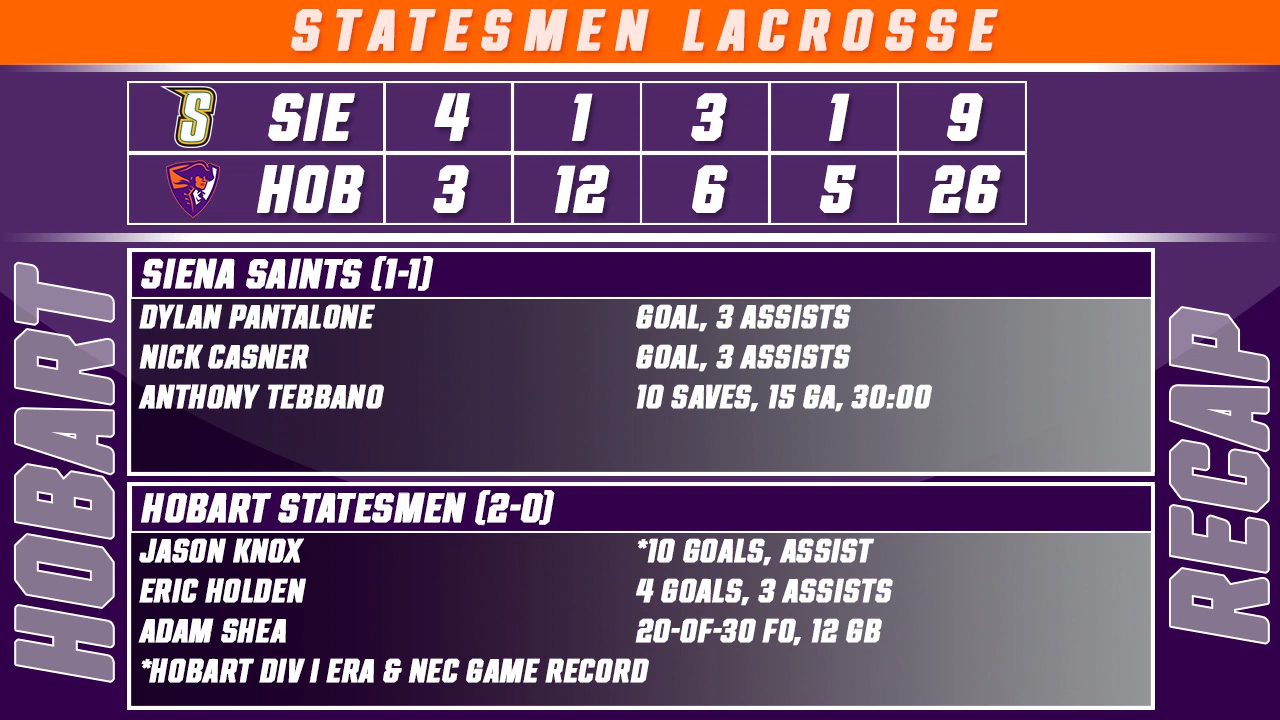 STATESMEN LACROSSE
S SIE 4 1 3 1 9
HOB 3 12 6 5 26
HOBART
SIENA SAINTS (1-1)
DYLAN PANTALONE GOAL, 3 ASSISTS
NICK CASNER GOAL, 3 ASSISTS
ANTHONY TEBBANO 10 SAVES, 15 GA, 30:00
HOBART STATESMEN (2-0)
JASON KNOX *10 GOALS, ASSIST
ERIC HOLDEN 4 GOALS, 3 ASSISTS
ADAM SHEA 20-OF-30 FO, 12 GB
*HOBART DIV I ERA & NEC GAME RECORD
RECAP